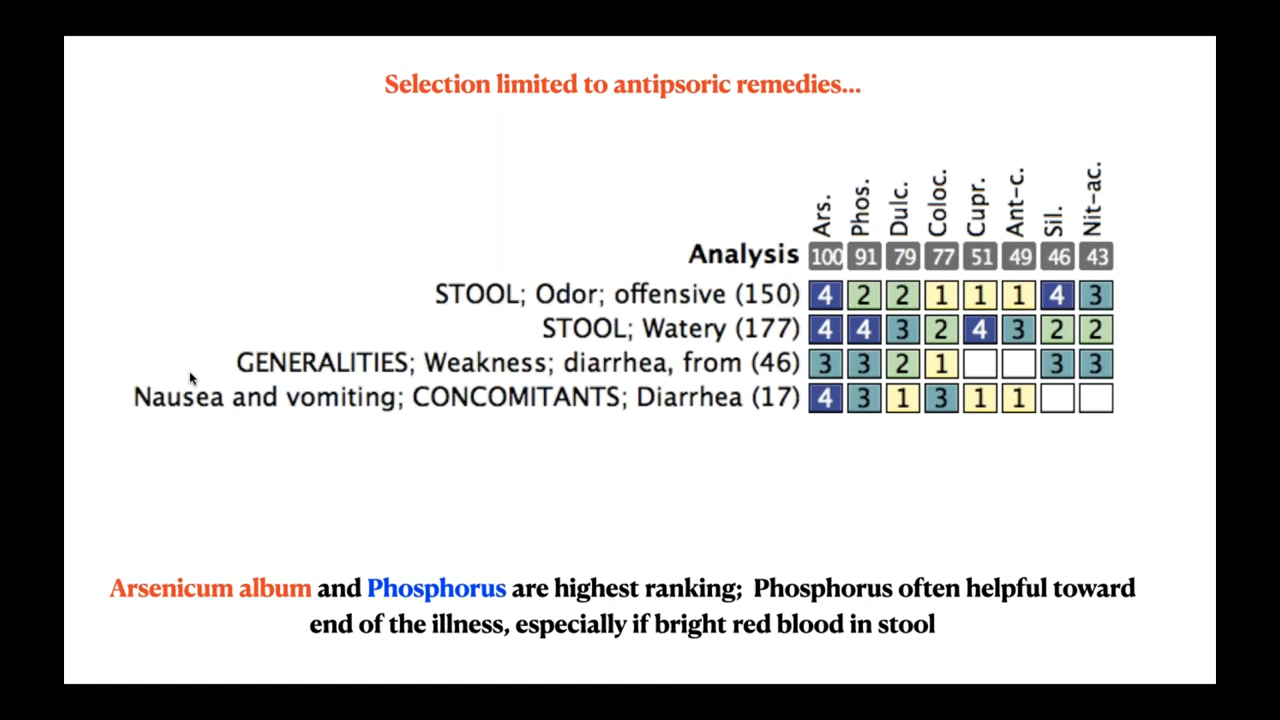 Selection limited to antipsoric remedies...
Ars. Phos. Dulc. Coloc. Cupr. Ant-c. Sil. Nit-ac.
Analysis 100 91 79 77 51 49 46 43
STOOL; Odor; offensive (150) 4 2 2 1 1 1 4 3
STOOL; Watery (177) 4 4 3 2 4 3 2 2
GENERALITIES; Weakness; diarrhea, from (46) 3 3 2 1 3 3
Nausea and vomiting; CONCOMITANTS; Diarrhea (17) 4 3 1 3 1 1
Arsenicum album and Phosphorus are highest ranking; Phosphorus often helpful toward
end of the illness, especially if bright red blood in stool